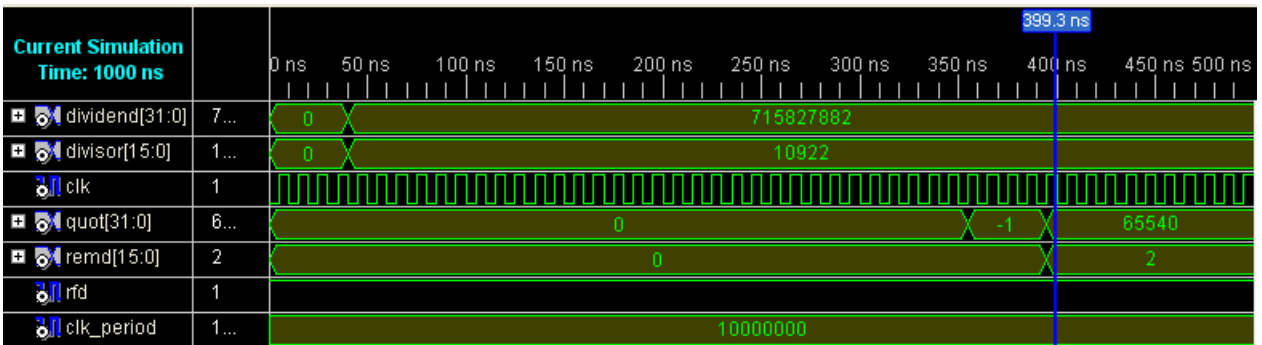 399.3 ns
Current Simulation
Time: 1000 ns
0 ns 50 ns 100 ns 150 ns 200 ns 250 ns 300 ns 350 ns 400 ns 450 ns 500 ns
dividend[31:0] 7... 0 715827882
divisor[15:0] 1... 0 10922
clk 1
quot[31:0] 6... 0 -1 65540
remd[15:0] 2 0 2
rfd 1
clk_period 1... 10000000